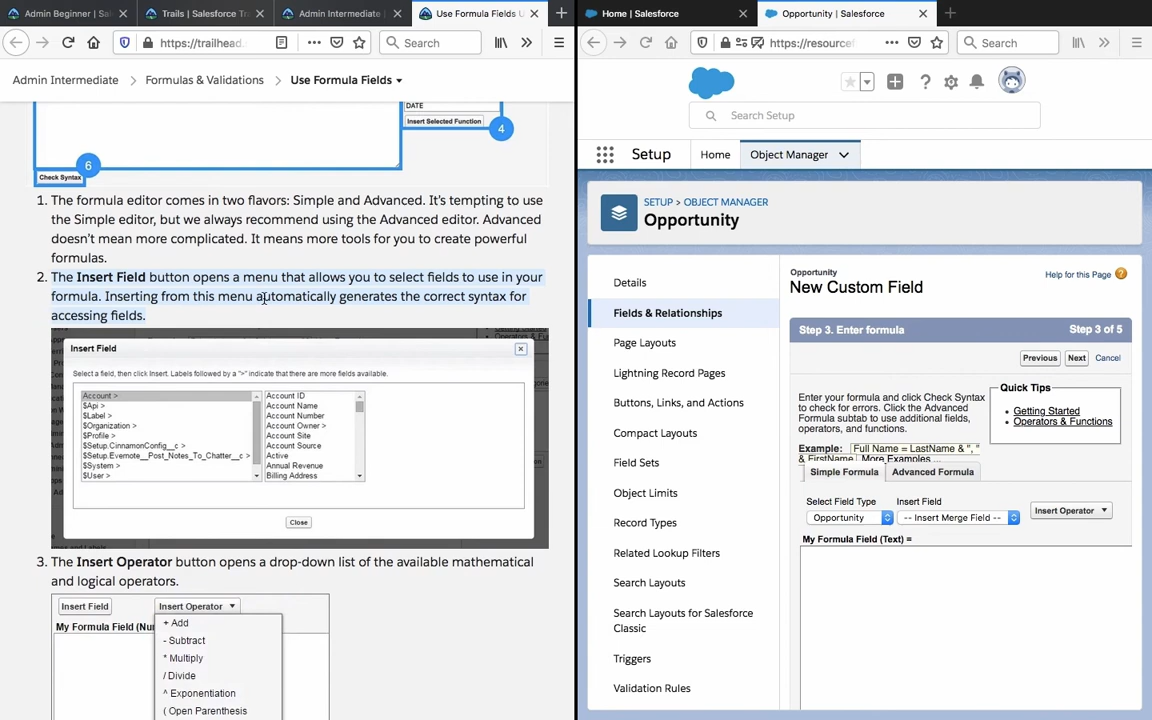 Admin Beginner | Sal
Trails | Salesforce Tr
Admin Intermediate |
Use Formula Fields U
Home | Salesforce
Opportunity | Salesforce
https://trailhead.
Search
https://resource
Search
Admin Intermediate
Formulas & Validations
Use Formula Fields
DATE
Insert Selected Function
4
6
Check Syntax
1. The formula editor comes in two flavors: Simple and Advanced. It's tempting to use
the Simple editor, but we always recommend using the Advanced editor. Advanced
doesn't mean more complicated. It means more tools for you to create powerful
formulas.
2. The Insert Field button opens a menu that allows you to select fields to use in your
formula. Inserting from this menu automatically generates the correct syntax for
accessing fields.
Insert Field
Select a field, then click Insert. Labels followed by a ">" indicate that there are more fields available.
Account >
$Api >
$Label >
$Organization >
$Profile >
$Setup.CinnamonConfig__c >
$Setup.Evernote__Post_Notes_To_Chatter__c >
$System >
$User >
Account ID
Account Name
Account Number
Account Owner >
Account Site
Account Source
Active
Annual Revenue
Billing Address
Close
3. The Insert Operator button opens a drop-down list of the available mathematical
and logical operators.
Insert Field
Insert Operator
My Formula Field (Nu
+ Add
- Subtract
* Multiply
/ Divide
^ Exponentiation
( Open Parenthesis
Search Setup
Setup
Home
Object Manager
SETUP > OBJECT MANAGER
Opportunity
Details
Fields & Relationships
Page Layouts
Lightning Record Pages
Buttons, Links, and Actions
Compact Layouts
Field Sets
Object Limits
Record Types
Related Lookup Filters
Search Layouts
Search Layouts for Salesforce
Classic
Triggers
Validation Rules
Opportunity
New Custom Field
Help for this Page
Step 3. Enter formula
Step 3 of 5
Previous
Next
Cancel
Enter your formula and click Check Syntax
to check for errors. Click the Advanced
Formula subtab to use additional fields,
operators, and functions.
Quick Tips
Getting Started
Operators & Functions
Example: Full Name = LastName & ", "
& FirstName More Examples ...
Simple Formula
Advanced Formula
Select Field Type
Insert Field
Opportunity
-- Insert Merge Field --
Insert Operator
My Formula Field (Text) =